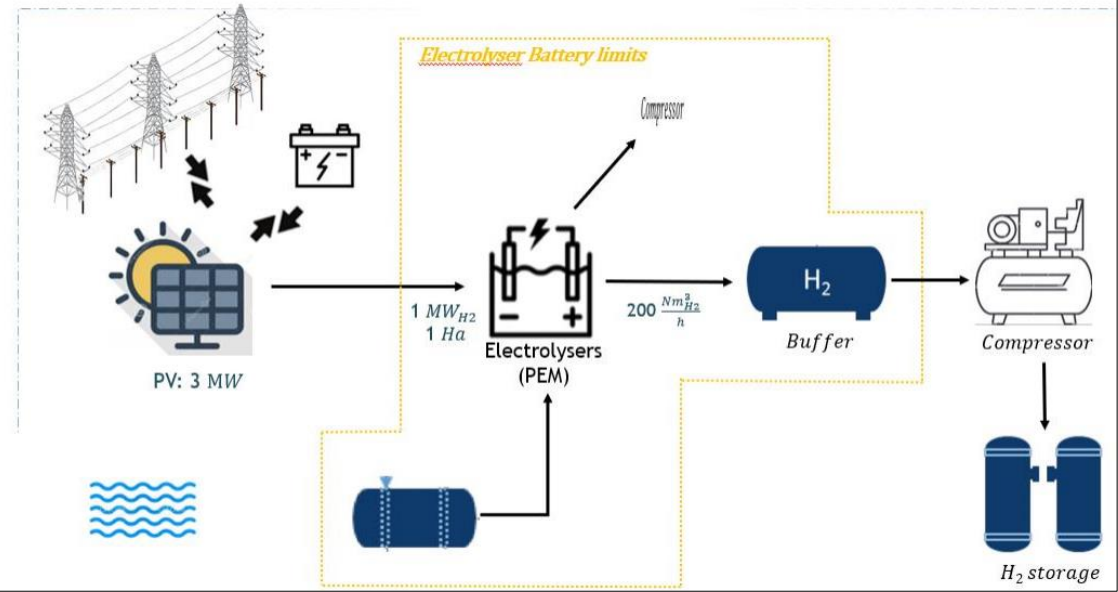 Electrolyser Battery limits
Compressor
+ -
H₂
1 MW_H2
1 Ha
200 Nm³_H2/h
- +
Electrolysers
(PEM)
Buffer
Compressor
PV: 3 MW
H₂ storage